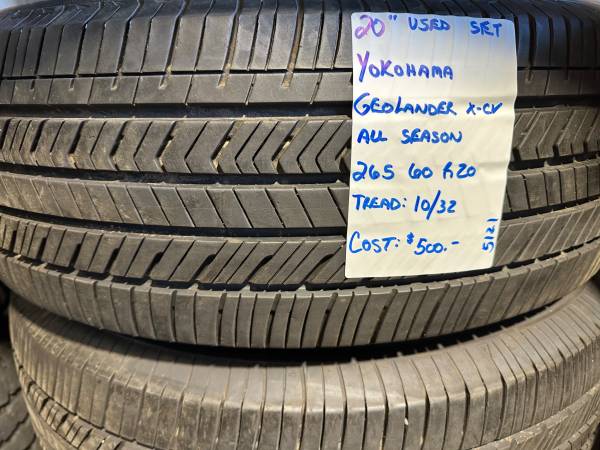 20" USED SET
YOKOHAMA
GEOLANDER X-CV
ALL SEASON
265 60 R20
TREAD: 10/32
COST: $500.-
5121